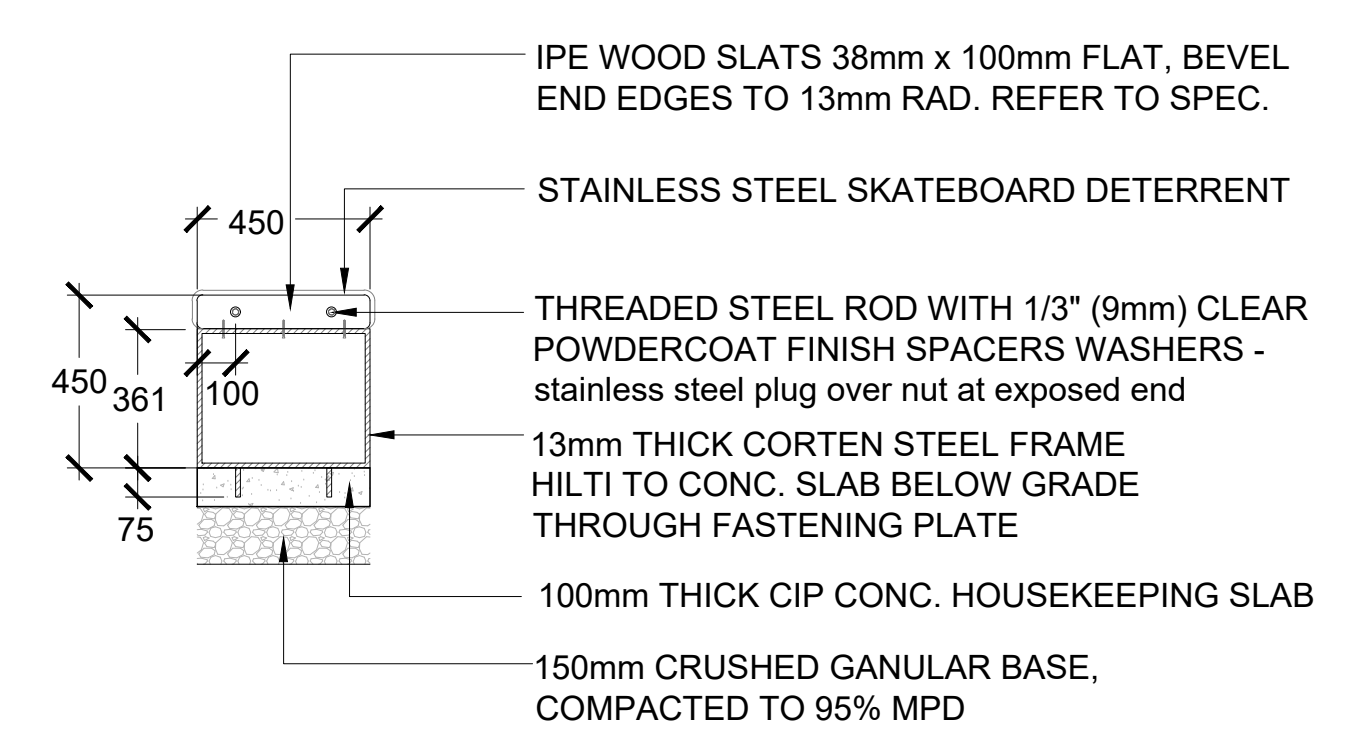 IPE WOOD SLATS 38mm x 100mm FLAT, BEVEL
END EDGES TO 13mm RAD. REFER TO SPEC.
STAINLESS STEEL SKATEBOARD DETERRENT
450
THREADED STEEL ROD WITH 1/3" (9mm) CLEAR
POWDERCOAT FINISH SPACERS WASHERS -
stainless steel plug over nut at exposed end
450
361
100
13mm THICK CORTEN STEEL FRAME
HILTI TO CONC. SLAB BELOW GRADE
THROUGH FASTENING PLATE
75
100mm THICK CIP CONC. HOUSEKEEPING SLAB
150mm CRUSHED GANULAR BASE,
COMPACTED TO 95% MPD